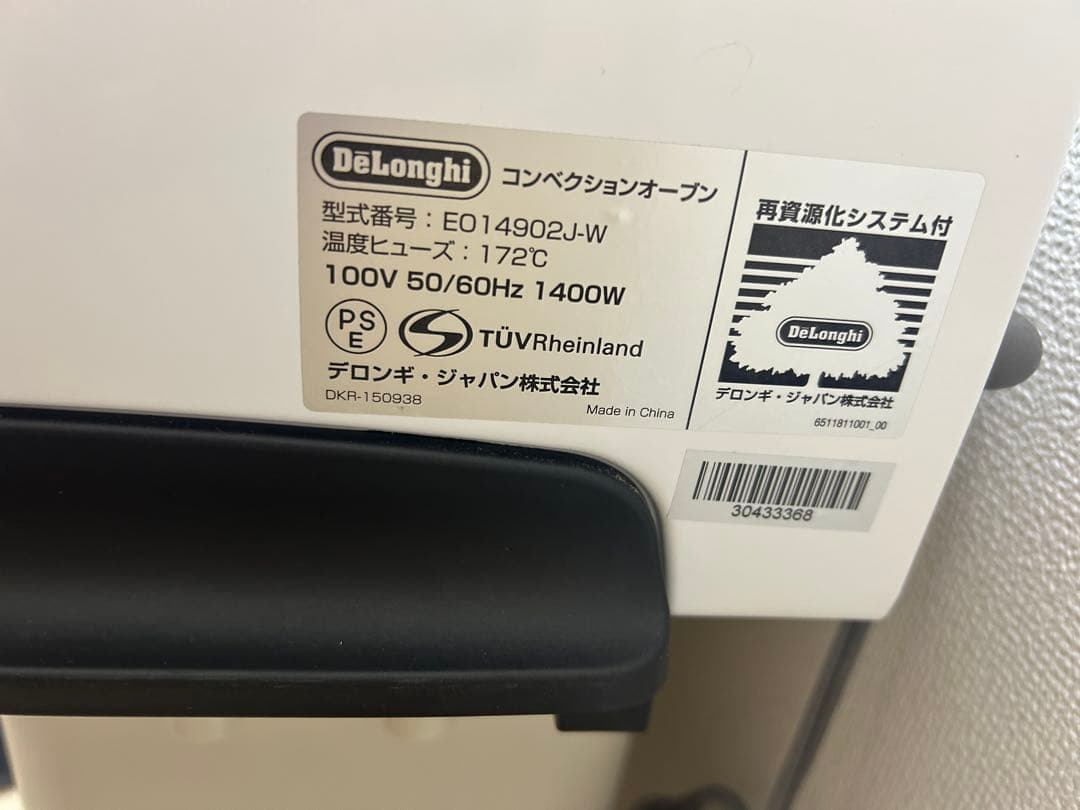 DēLonghi コンベクションオーブン
型式番号：EO14902J-W
温度ヒューズ：172℃
100V 50/60Hz 1400W
PS
E
TÜVRheinland
デロンギ・ジャパン株式会社
DKR-150938
Made in China
再資源化システム付
DēLonghi
デロンギ・ジャパン株式会社
6511811001_00
30433368